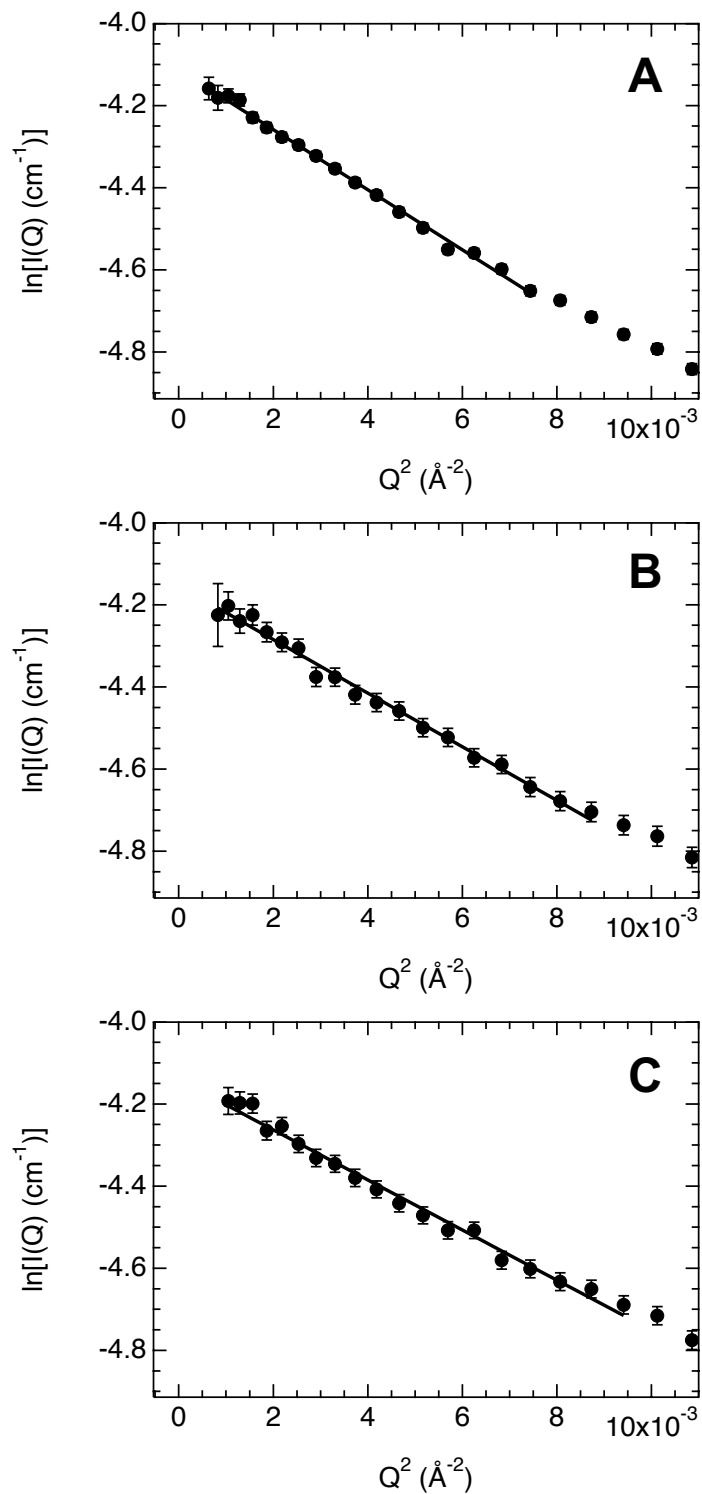 A
-4.0
-4.2
-4.4
-4.6
-4.8
ln[I(Q) (cm⁻¹)]
0 2 4 6 8 10x10⁻³
Q² (Å⁻²)
B
-4.0
-4.2
-4.4
-4.6
-4.8
ln[I(Q) (cm⁻¹)]
0 2 4 6 8 10x10⁻³
Q² (Å⁻²)
C
-4.0
-4.2
-4.4
-4.6
-4.8
ln[I(Q) (cm⁻¹)]
0 2 4 6 8 10x10⁻³
Q² (Å⁻²)